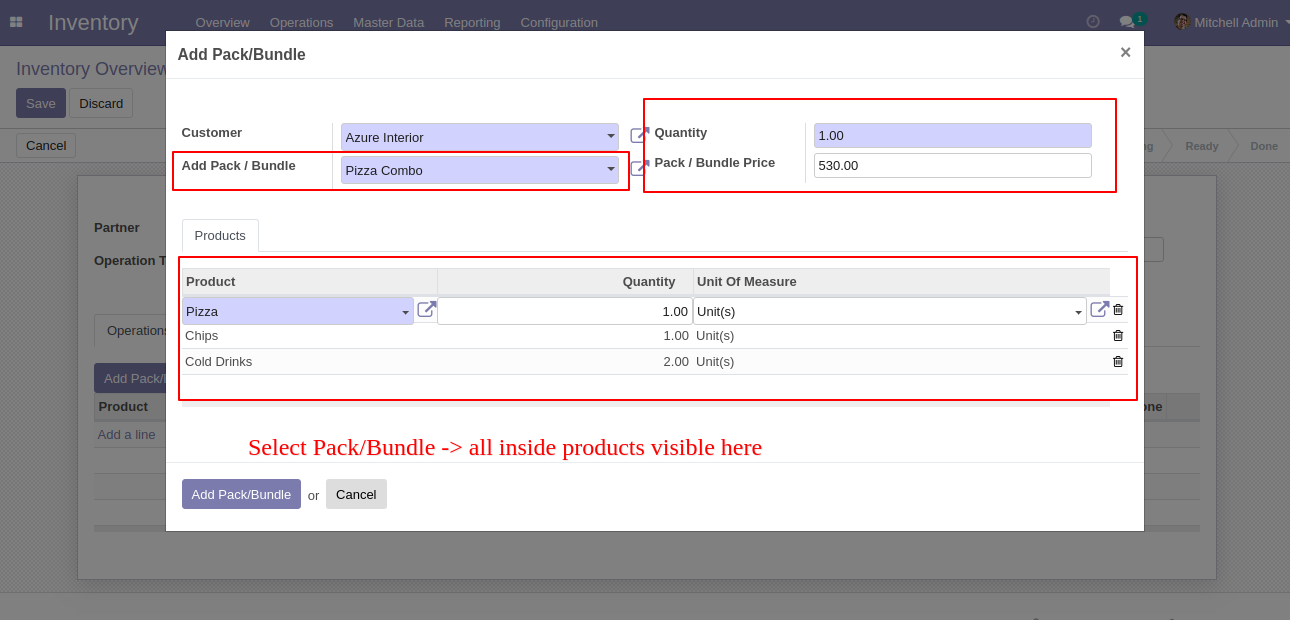 Inventory Overview Operations Master Data Reporting Configuration 1 Mitchell Admin
Add Pack/Bundle ×
Inventory Overview
Save Discard
Customer Azure Interior Quantity 1.00
Cancel Ready Done
Add Pack / Bundle Pizza Combo Pack / Bundle Price 530.00
Partner
Products
Operation T
Product Quantity Unit Of Measure
Pizza 1.00 Unit(s)
Operations
Chips 1.00 Unit(s)
Cold Drinks 2.00 Unit(s)
Add Pack/
Product
Add a line
Select Pack/Bundle -> all inside products visible here
Add Pack/Bundle or Cancel